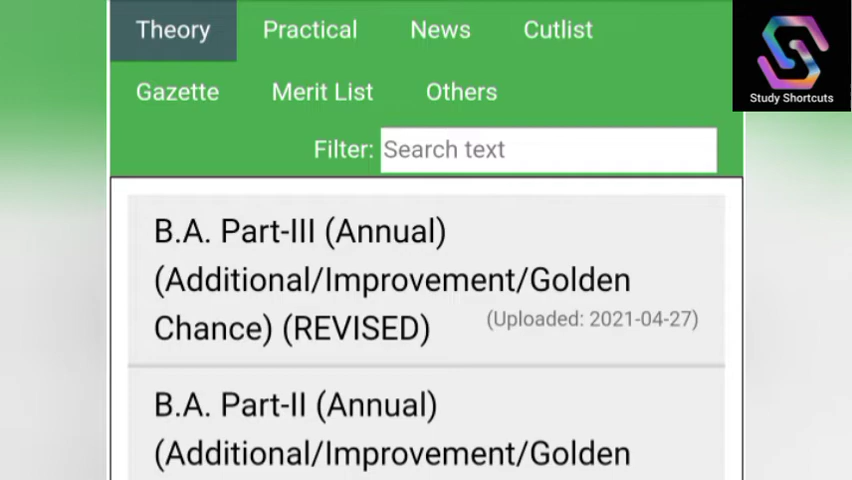 Theory Practical News Cutlist
Study Shortcuts
Gazette Merit List Others
Filter: Search text
B.A. Part-III (Annual)
(Additional/Improvement/Golden
Chance) (REVISED) (Uploaded: 2021-04-27)
B.A. Part-II (Annual)
(Additional/Improvement/Golden